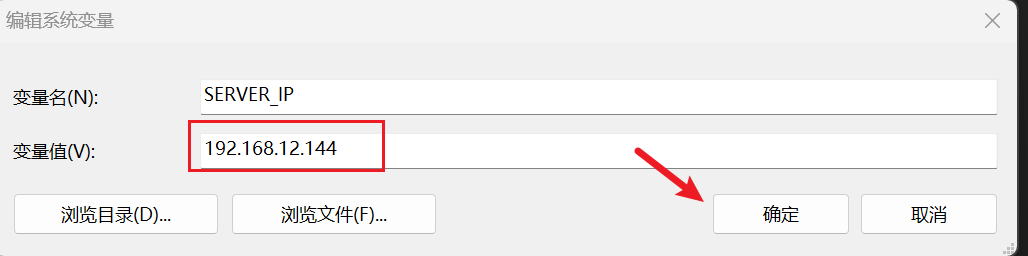 编辑系统变量
变量名(N): SERVER_IP
变量值(V): 192.168.12.144
浏览目录(D)... 浏览文件(F)... 确定 取消